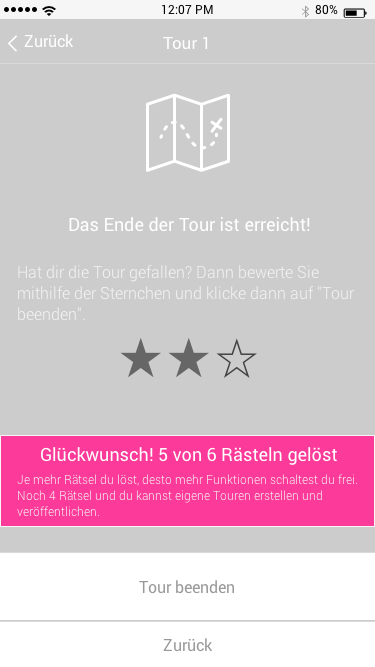 12:07 PM 80%
Zurück Tour 1
Das Ende der Tour ist erreicht!
Hat dir die Tour gefallen? Dann bewerte Sie
mithilfe der Sternchen und klicke dann auf "Tour
beenden".
Glückwunsch! 5 von 6 Rästeln gelöst
Je mehr Rätsel du löst, desto mehr Funktionen schaltest du frei.
Noch 4 Rätsel und du kannst eigene Touren erstellen und
veröffentlichen.
Tour beenden
Zurück